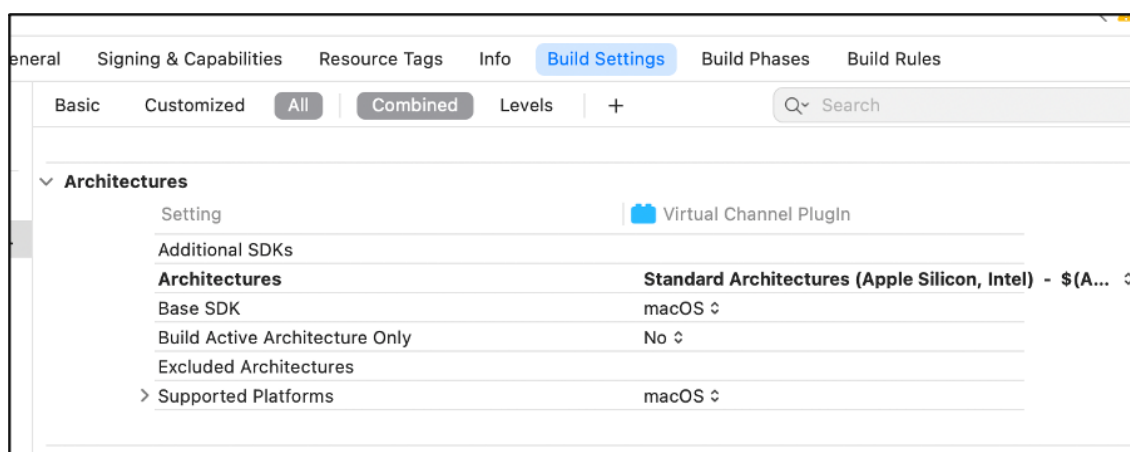 eneral Signing & Capabilities Resource Tags Info Build Settings Build Phases Build Rules
Basic Customized All Combined Levels + Search
Architectures
Setting Virtual Channel PlugIn
Additional SDKs
Architectures Standard Architectures (Apple Silicon, Intel) - $(A...
Base SDK macOS
Build Active Architecture Only No
Excluded Architectures
Supported Platforms macOS